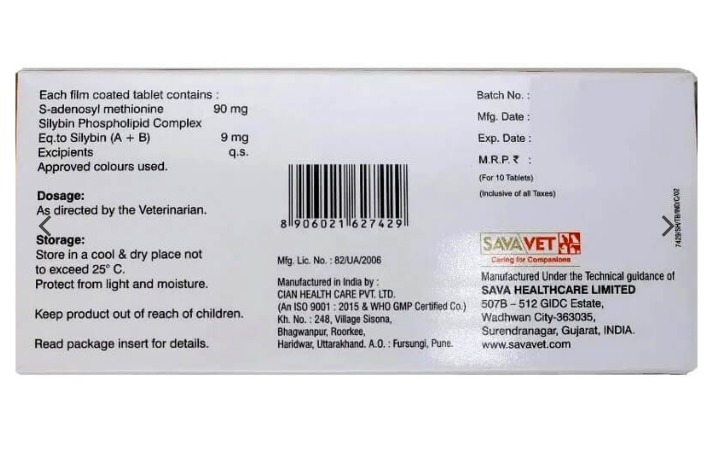 Each film coated tablet contains :
S-adenosyl methionine 90 mg
Silybin Phospholipid Complex
Eq.to Silybin (A + B) 9 mg
Excipients q.s.
Approved colours used.
Dosage:
As directed by the Veterinarian.
Storage:
Store in a cool & dry place not
to exceed 25° C.
Protect from light and moisture.
Keep product out of reach of children.
Read package insert for details.
8 906021 627429
Mfg. Lic. No. : 82/UA/2006
Manufactured in India by :
CIAN HEALTH CARE PVT. LTD.
(An ISO 9001 : 2015 & WHO GMP Certified Co.)
Kh. No. : 248, Village Sisona,
Bhagwanpur, Roorkee,
Haridwar, Uttarakhand. A.O. : Fursungi, Pune.
Batch No. :
Mfg. Date :
Exp. Date :
M.R.P. ₹ :
(For 10 Tablets)
(Inclusive of all Taxes)
SAVAVET
Caring for Companions
Manufactured Under the Technical guidance of
SAVA HEALTHCARE LIMITED
507B – 512 GIDC Estate,
Wadhwan City-363035,
Surendranagar, Gujarat, INDIA.
www.savavet.com